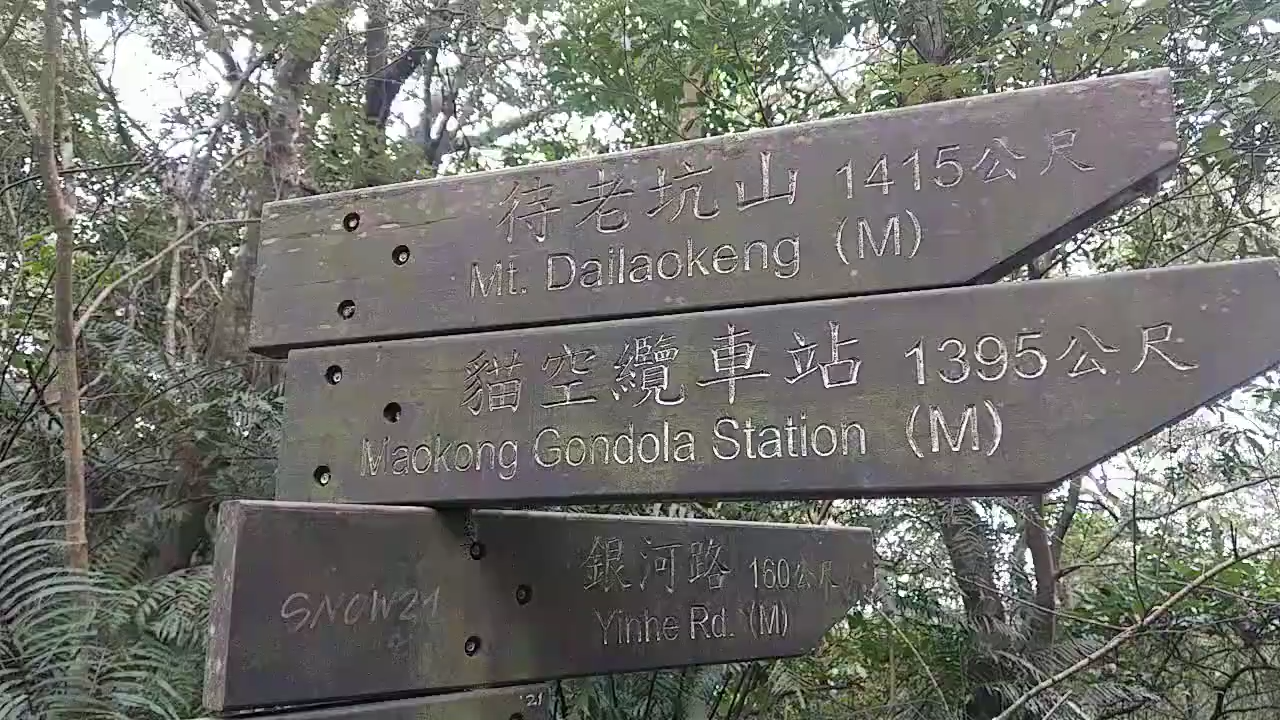 待老坑山 1415公尺
Mt. Dailaokeng (M)
貓空纜車站 1395公尺
Maokong Gondola Station (M)
銀河路 160公尺
Yinhe Rd. (M)
SNOW21
'21